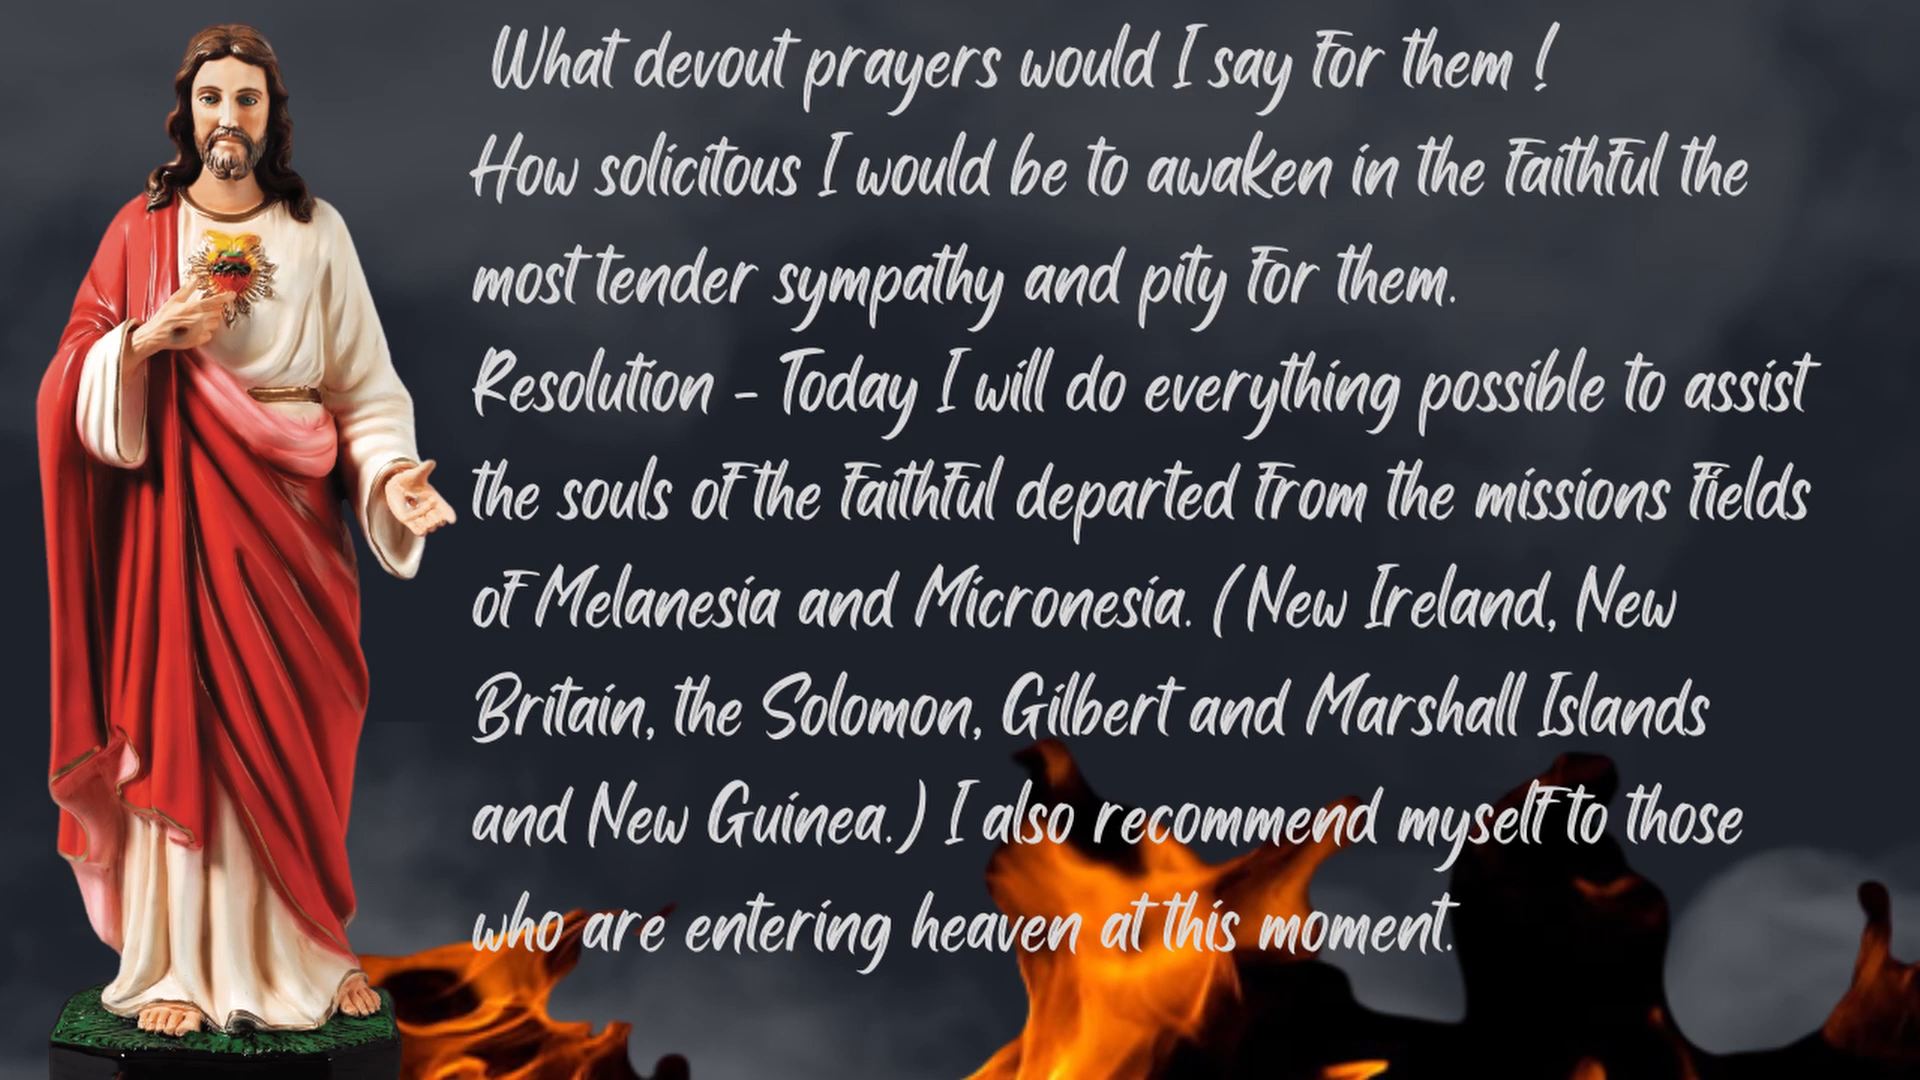 What devout prayers would I say for them !
How solicitous I would be to awaken in the faithful the
most tender sympathy and pity for them.
Resolution - Today I will do everything possible to assist
the souls of the faithful departed from the missions fields
of Melanesia and Micronesia. (New Ireland, New
Britain, the Solomon, Gilbert and Marshall Islands
and New Guinea.) I also recommend myself to those
who are entering heaven at this moment.